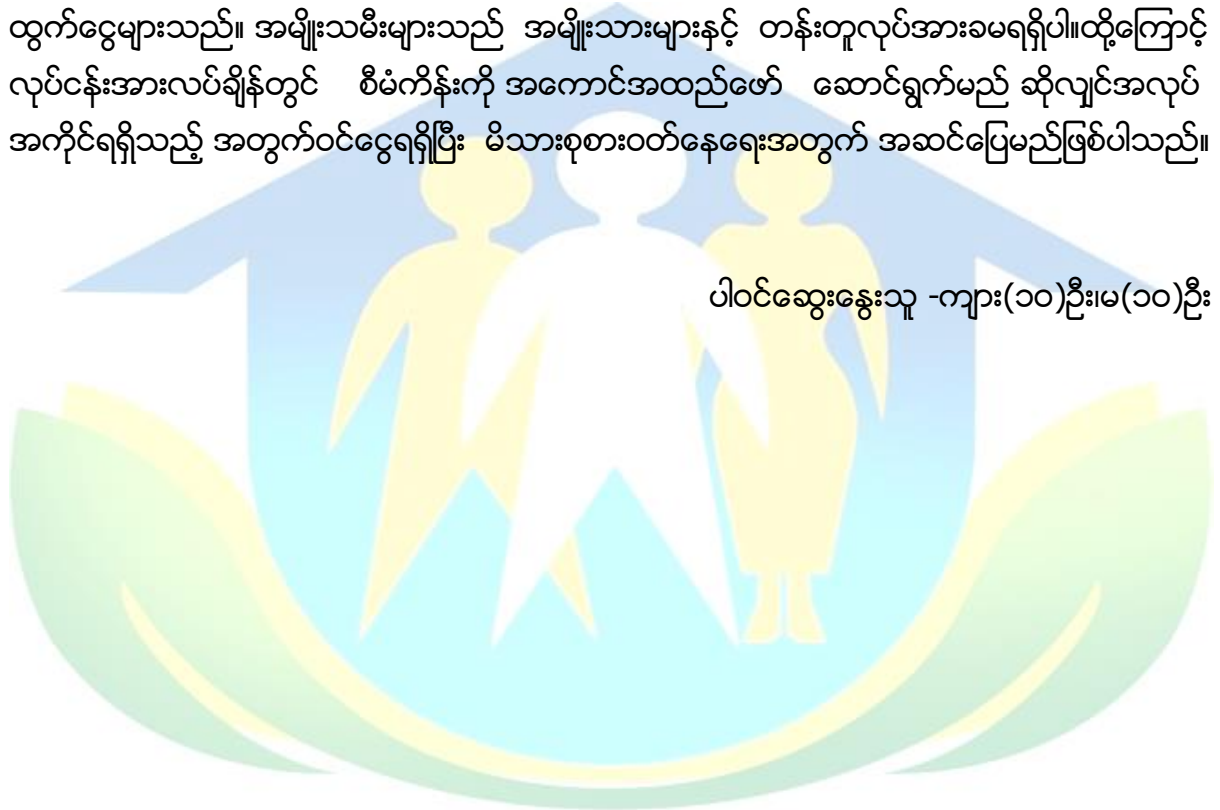 ထွက်ငွေများသည်။ အမျိုးသမီးများသည် အမျိုးသားများနှင့် တန်းတူလုပ်အားခမရရှိပါ။ထို့ကြောင့်
လုပ်ငန်းအားလပ်ချိန်တွင် စီမံကိန်းကို အကောင်အထည်ဖော် ဆောင်ရွက်မည် ဆိုလျှင်အလုပ်
အကိုင်ရရှိသည့် အတွက်ဝင်ငွေရရှိပြီး မိသားစုစားဝတ်နေရေးအတွက် အဆင်ပြေမည်ဖြစ်ပါသည်။
ပါဝင်ဆွေးနွေးသူ -ကျား(၁၀)ဦး၊မ(၁၀)ဦး